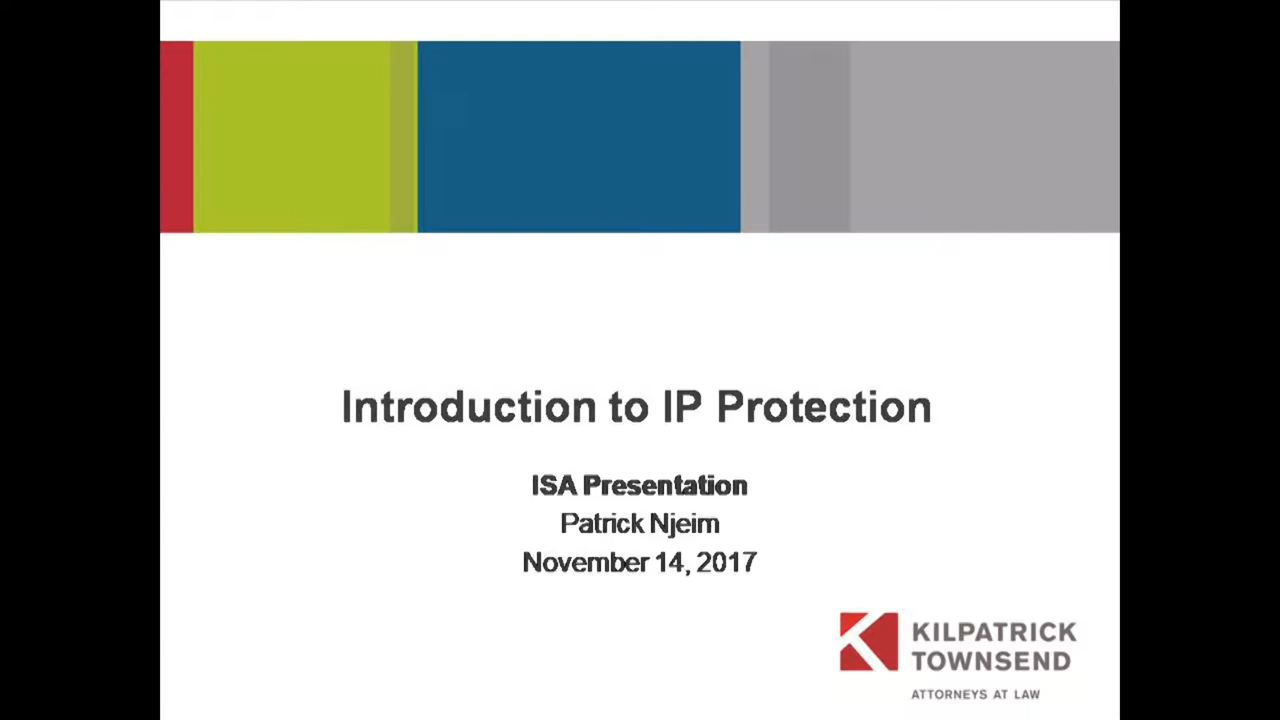 Introduction to IP Protection
ISA Presentation
Patrick Njeim
November 14, 2017
KILPATRICK
TOWNSEND
ATTORNEYS AT LAW